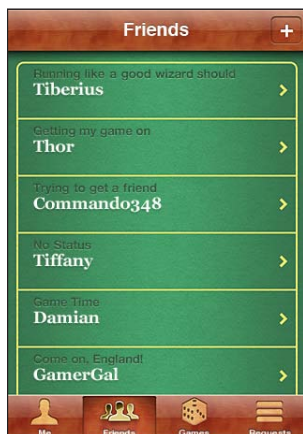 Friends
+
Running like a good wizard should
Tiberius
Getting my game on
Thor
Trying to get a friend
Commando348
No Status
Tiffany
Game Time
Damian
Come on, England!
GamerGal
Me
Friends
Games
Requests